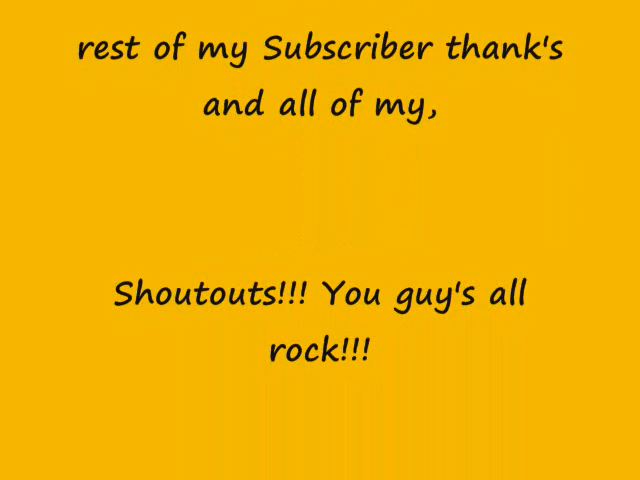 rest of my Subscriber thank's
and all of my,
Shoutouts!!! You guy's all
rock!!!